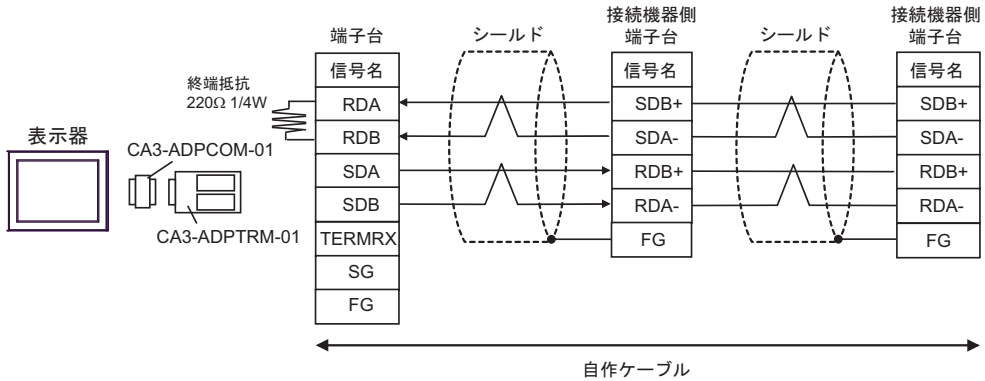 表示器
CA3-ADPCOM-01
CA3-ADPTRM-01
終端抵抗
220Ω 1/4W
端子台
信号名
RDA
RDB
SDA
SDB
TERMRX
SG
FG
シールド
接続機器側
端子台
信号名
SDB+
SDA-
RDB+
RDA-
FG
シールド
接続機器側
端子台
信号名
SDB+
SDA-
RDB+
RDA-
FG
自作ケーブル